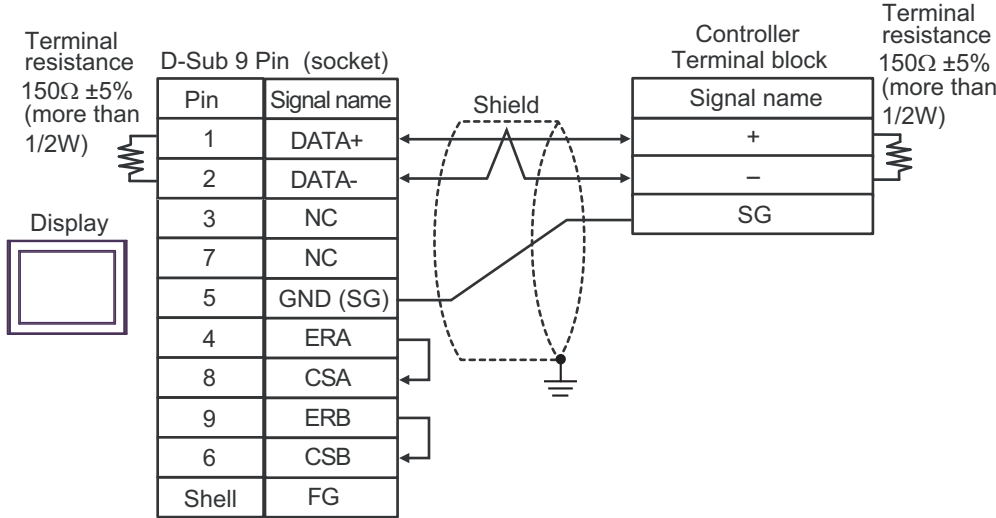 Terminal
resistance
150Ω ±5%
(more than
1/2W)
D-Sub 9 Pin (socket)
Pin Signal name
1 DATA+
2 DATA-
3 NC
7 NC
5 GND (SG)
4 ERA
8 CSA
9 ERB
6 CSB
Shell FG
Display
Shield
Controller
Terminal block
Signal name
+
–
SG
Terminal
resistance
150Ω ±5%
(more than
1/2W)